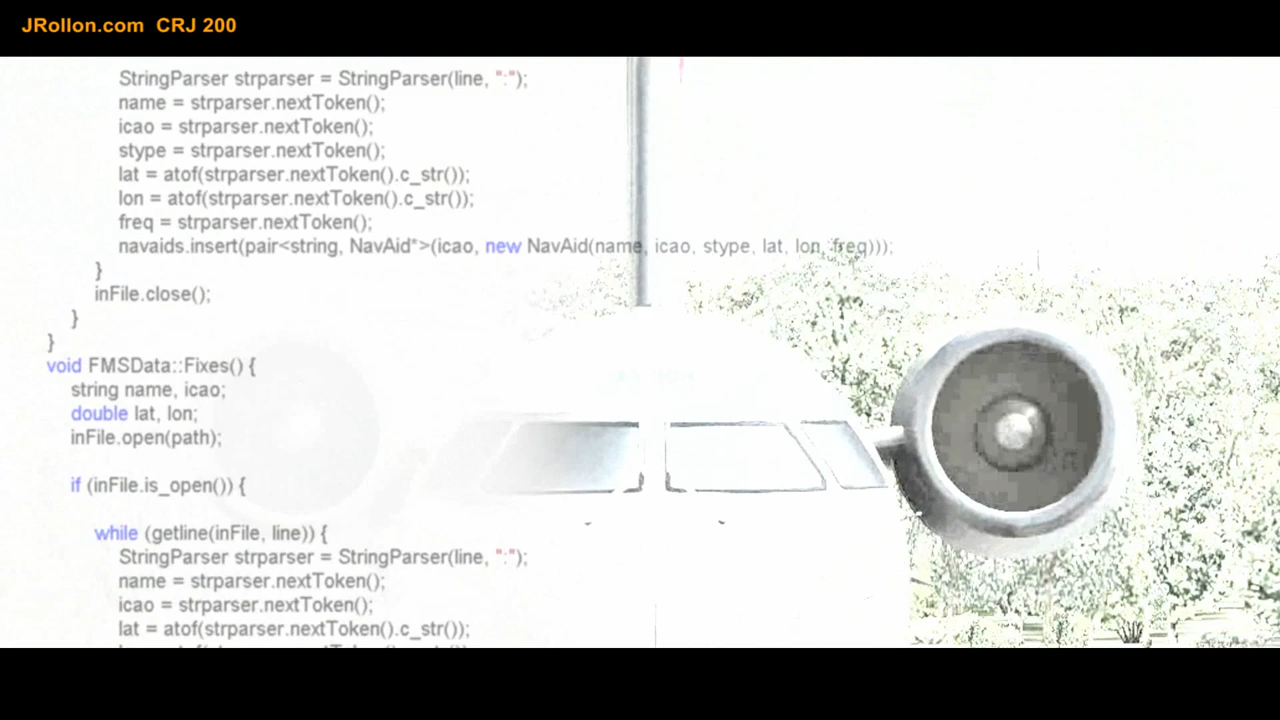 JRollon.com CRJ 200
StringParser strparser = StringParser(line, ":");
name = strparser.nextToken();
icao = strparser.nextToken();
stype = strparser.nextToken();
lat = atof(strparser.nextToken().c_str());
lon = atof(strparser.nextToken().c_str());
freq = strparser.nextToken();
navaids.insert(pair<string, NavAid*>(icao, new NavAid(name, icao, stype, lat, lon, freq)));
}
inFile.close();
}
}
void FMSData::Fixes() {
string name, icao;
double lat, lon;
inFile.open(path);
if (inFile.is_open()) {
while (getline(inFile, line)) {
StringParser strparser = StringParser(line, ":");
name = strparser.nextToken();
icao = strparser.nextToken();
lat = atof(strparser.nextToken().c_str());